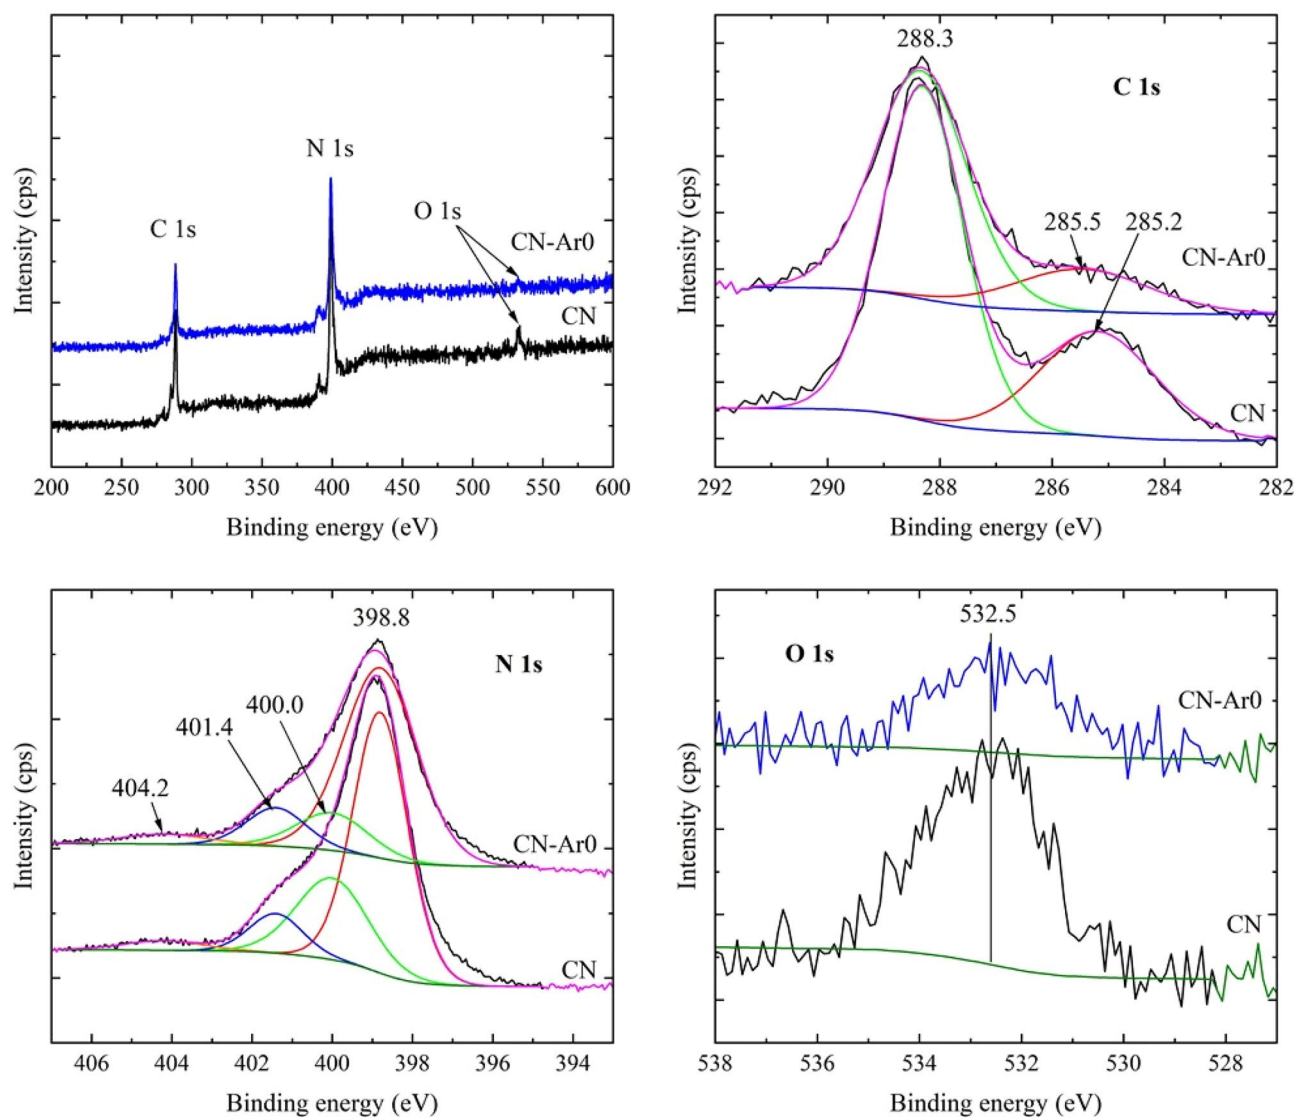 Intensity (cps)
C 1s
N 1s
O 1s
CN-Ar0
CN
200 250 300 350 400 450 500 550 600
Binding energy (eV)
Intensity (cps)
288.3
C 1s
285.5 285.2
CN-Ar0
CN
292 290 288 286 284 282
Binding energy (eV)
Intensity (cps)
398.8
N 1s
400.0
401.4
404.2
CN-Ar0
CN
406 404 402 400 398 396 394
Binding energy (eV)
Intensity (cps)
532.5
O 1s
CN-Ar0
CN
538 536 534 532 530 528
Binding energy (eV)